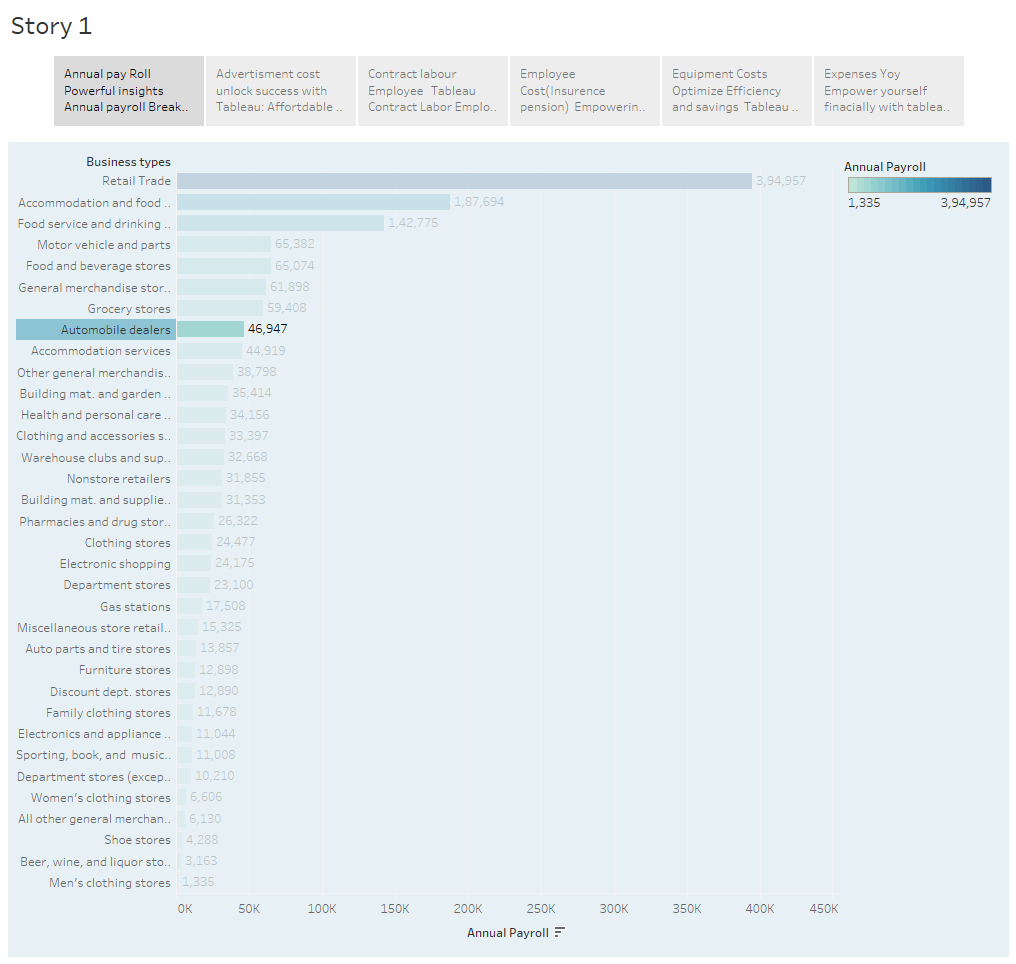 Story 1
Annual pay Roll
Powerful insights
Annual payroll Break..
Advertisment cost
unlock success with
Tableau: Affortdable ..
Contract labour
Employee Tableau
Contract Labor Emplo..
Employee
Cost(Insurence
pension) Empowerin..
Equipment Costs
Optimize Efficiency
and savings Tableau ..
Expenses Yoy
Empower yourself
finacially with tablea..
Business types
Retail Trade 3,94,957
Accommodation and food .. 1,87,694
Food service and drinking .. 1,42,775
Motor vehicle and parts 65,382
Food and beverage stores 65,074
General merchandise stor.. 61,898
Grocery stores 59,408
Automobile dealers 46,947
Accommodation services 44,919
Other general merchandis.. 38,798
Building mat. and garden .. 35,414
Health and personal care .. 34,156
Clothing and accessories s.. 33,397
Warehouse clubs and sup.. 32,668
Nonstore retailers 31,855
Building mat. and supplie.. 31,353
Pharmacies and drug stor.. 26,322
Clothing stores 24,477
Electronic shopping 24,175
Department stores 23,100
Gas stations 17,508
Miscellaneous store retail.. 15,325
Auto parts and tire stores 13,857
Furniture stores 12,898
Discount dept. stores 12,890
Family clothing stores 11,678
Electronics and appliance .. 11,044
Sporting, book, and music.. 11,008
Department stores (excep.. 10,210
Women's clothing stores 6,606
All other general merchan.. 6,130
Shoe stores 4,288
Beer, wine, and liquor sto.. 3,163
Men's clothing stores 1,335
0K 50K 100K 150K 200K 250K 300K 350K 400K 450K
Annual Payroll
Annual Payroll
1,335 3,94,957